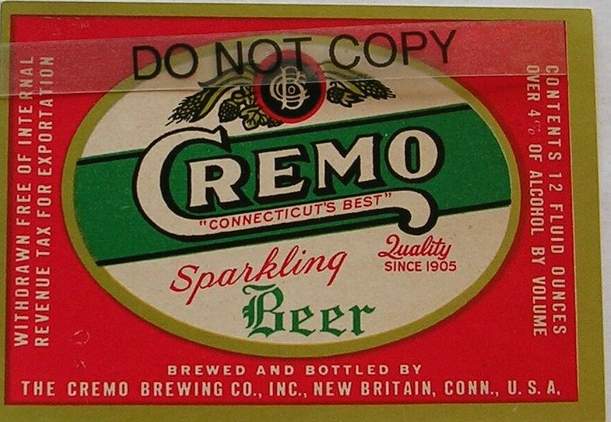 DO NOT COPY
WITHDRAWN FREE OF INTERNAL
REVENUE TAX FOR EXPORTATION
CONTENTS 12 FLUID OUNCES
OVER 4% OF ALCOHOL BY VOLUME
CREMO
"CONNECTICUT'S BEST"
Sparkling
Quality
SINCE 1905
Beer
BREWED AND BOTTLED BY
THE CREMO BREWING CO., INC., NEW BRITAIN, CONN., U. S. A.